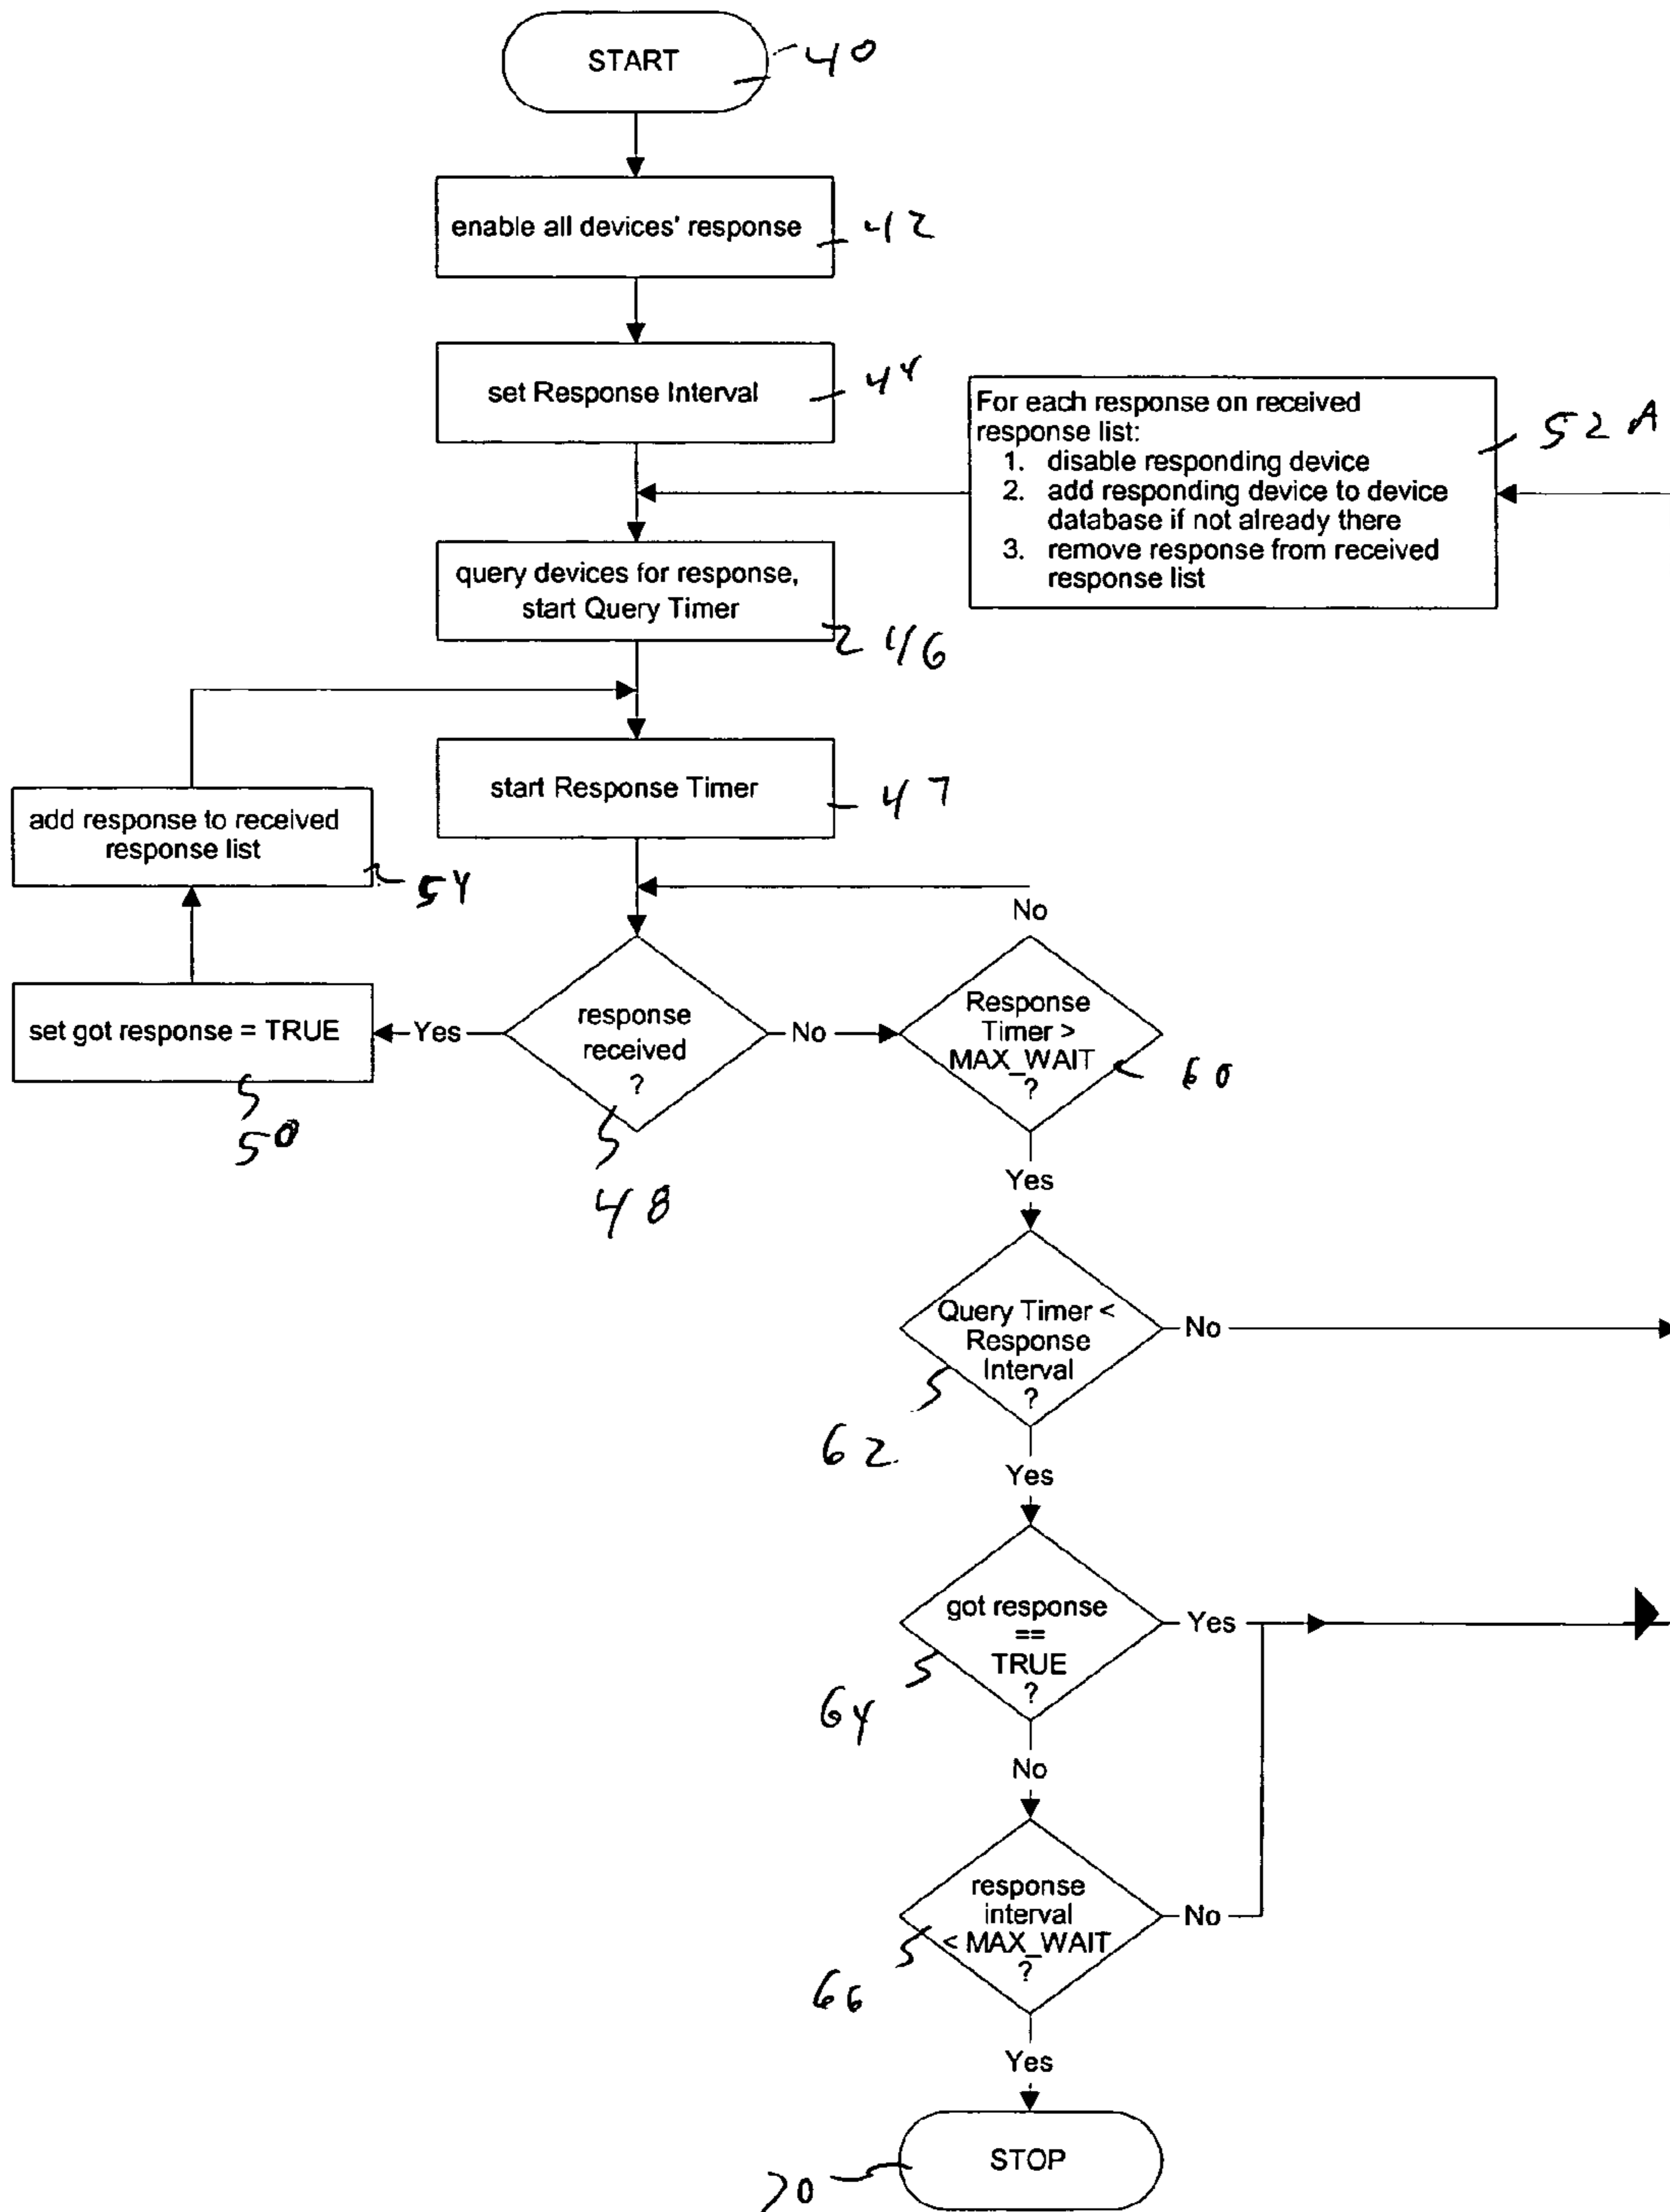 START
40
enable all devices' response
42
set Response Interval
44
For each response on received
response list:
1. disable responding device
2. add responding device to device
database if not already there
3. remove response from received
response list
52A
query devices for response,
start Query Timer
46
start Response Timer
47
add response to received
response list
54
No
set got response = TRUE
50
Yes
response
received
?
48
No
Response
Timer >
MAX_WAIT
?
60
Yes
Query Timer <
Response
Interval
?
62
No
Yes
got response
==
TRUE
?
64
Yes
No
response
interval
< MAX_WAIT
?
66
No
Yes
STOP
70